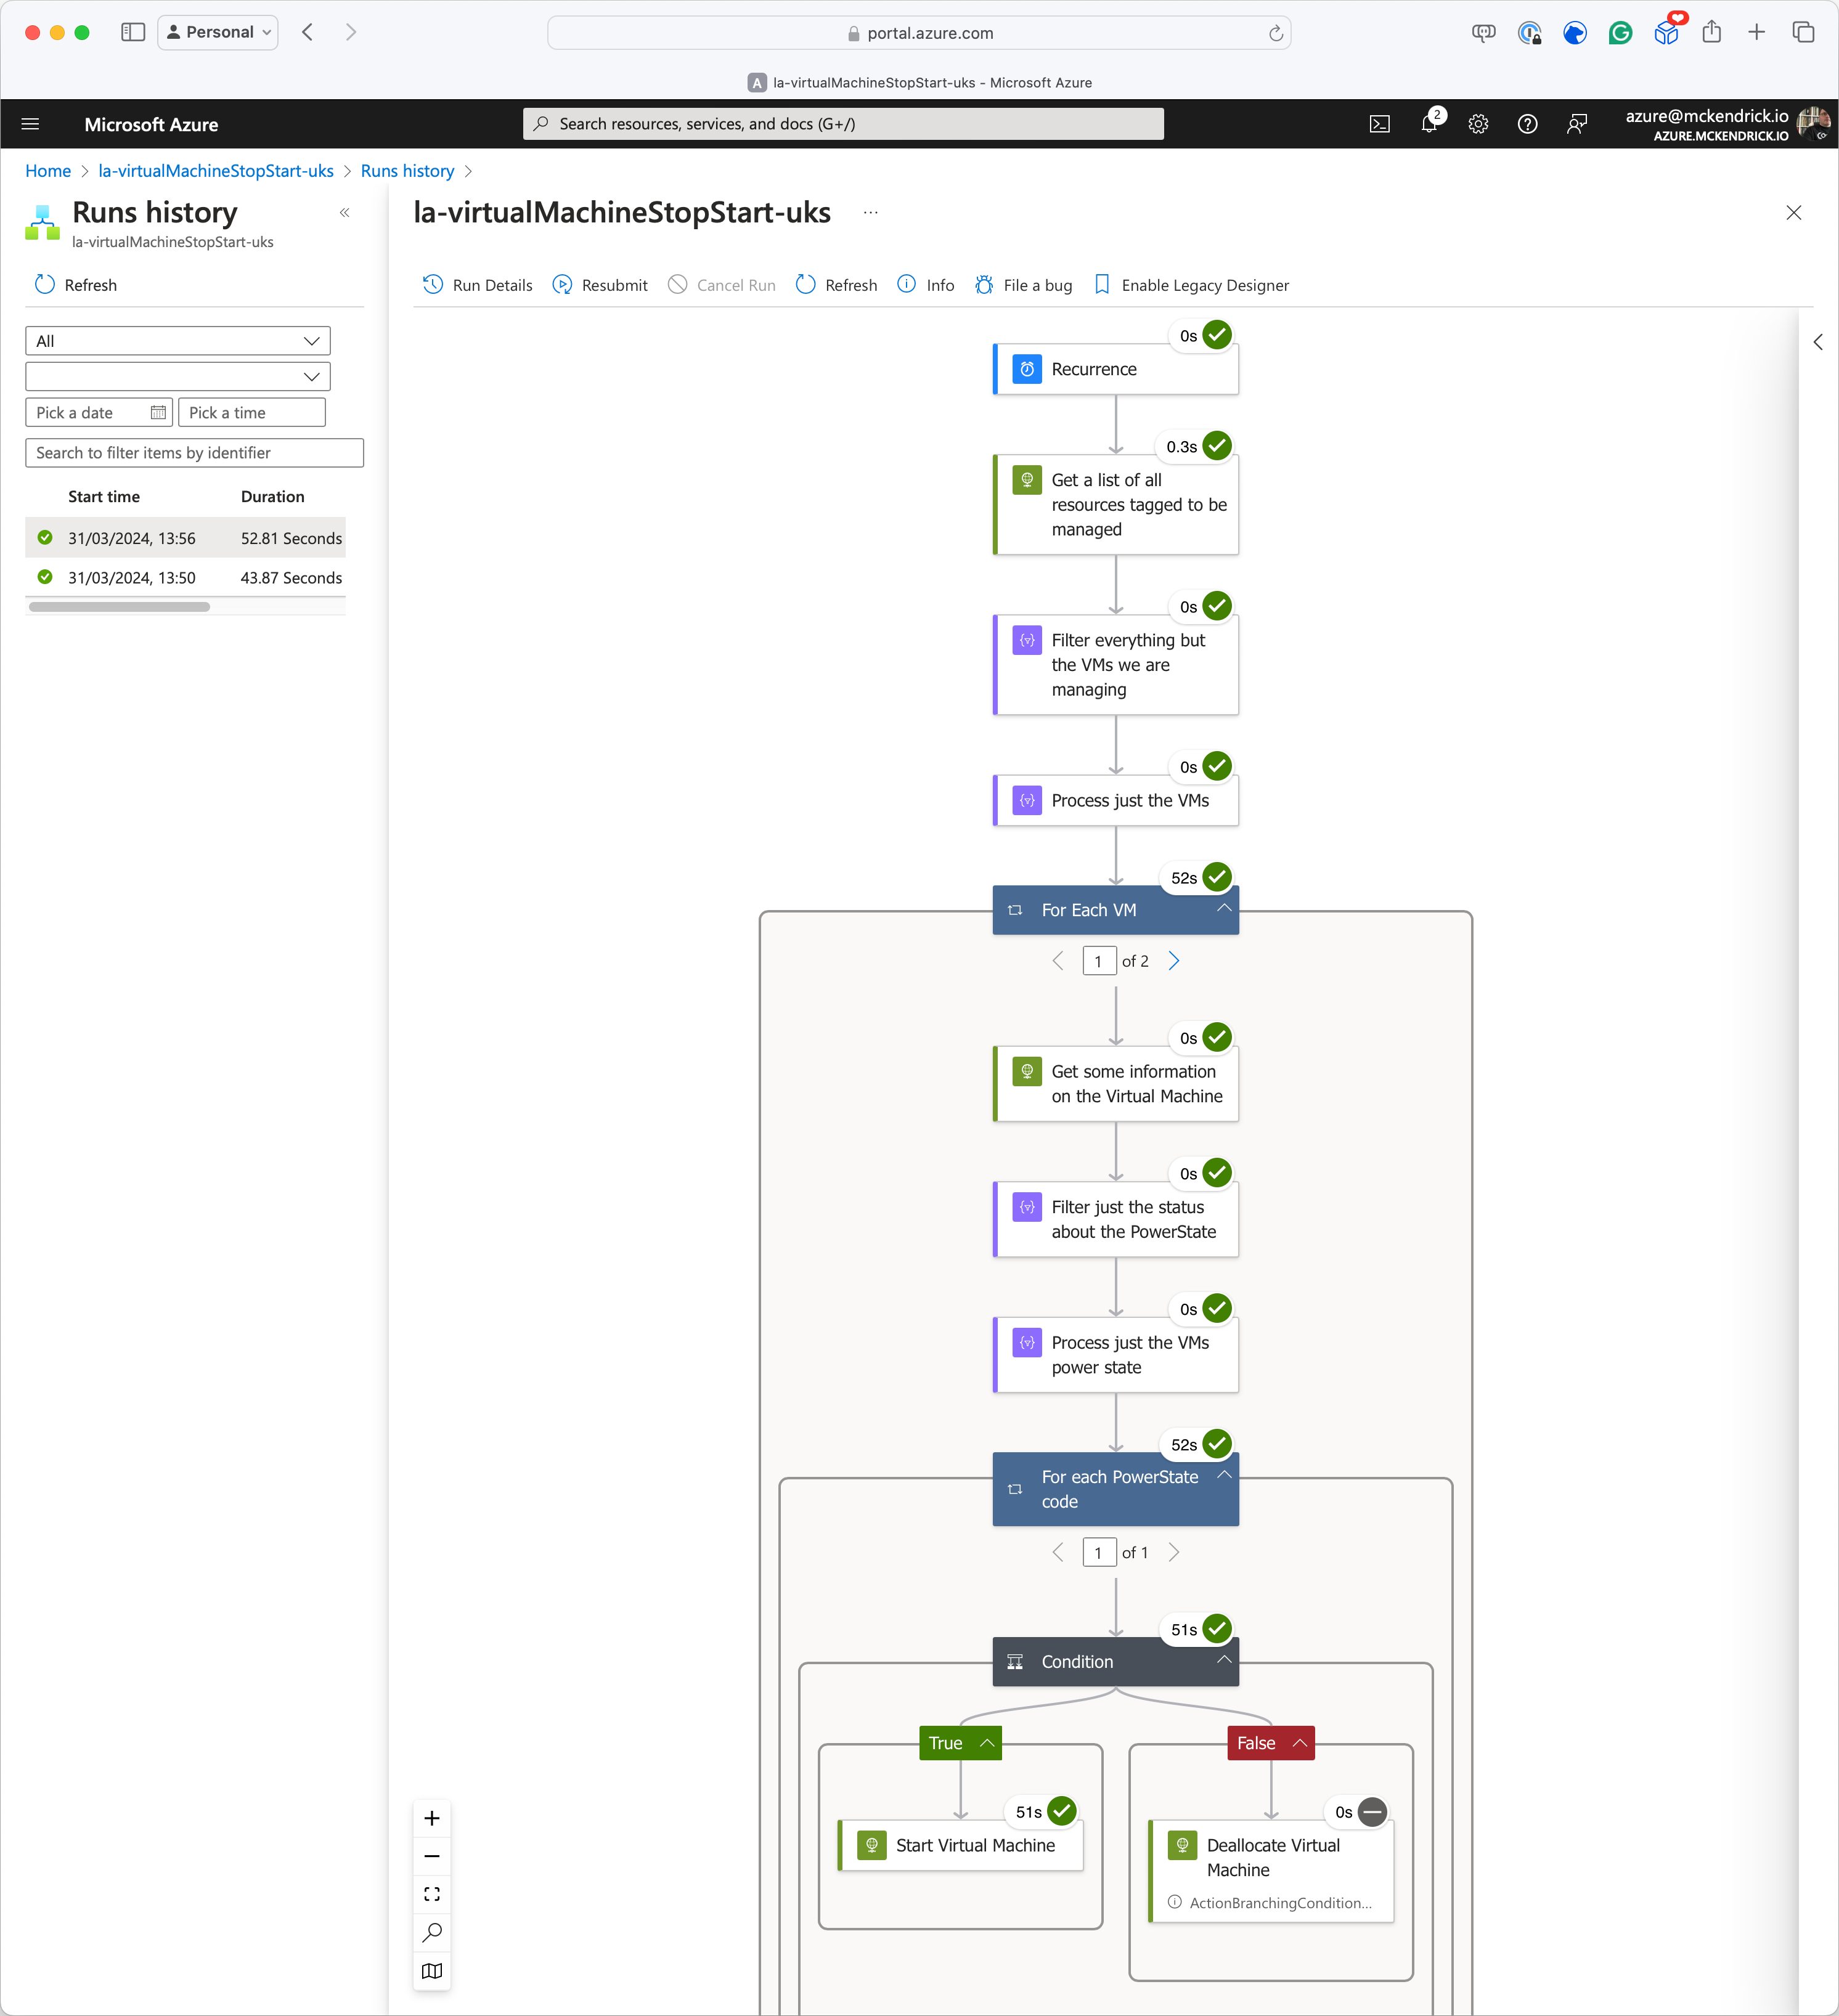 Personal
portal.azure.com
A la-virtualMachineStopStart-uks - Microsoft Azure
Microsoft Azure
Search resources, services, and docs (G+/)
2
azure@mckendrick.io
AZURE.MCKENDRICK.IO
Home > la-virtualMachineStopStart-uks > Runs history >
Runs history
la-virtualMachineStopStart-uks
Refresh
All
Pick a date
Pick a time
Search to filter items by identifier
Start time Duration
31/03/2024, 13:56 52.81 Seconds
31/03/2024, 13:50 43.87 Seconds
la-virtualMachineStopStart-uks ...
Run Details Resubmit Cancel Run Refresh Info File a bug Enable Legacy Designer
0s
Recurrence
0.3s
Get a list of all
resources tagged to be
managed
0s
Filter everything but
the VMs we are
managing
0s
Process just the VMs
52s
For Each VM
1 of 2
0s
Get some information
on the Virtual Machine
0s
Filter just the status
about the PowerState
0s
Process just the VMs
power state
52s
For each PowerState
code
1 of 1
51s
Condition
True
51s
Start Virtual Machine
False
0s
Deallocate Virtual
Machine
ActionBranchingCondition...